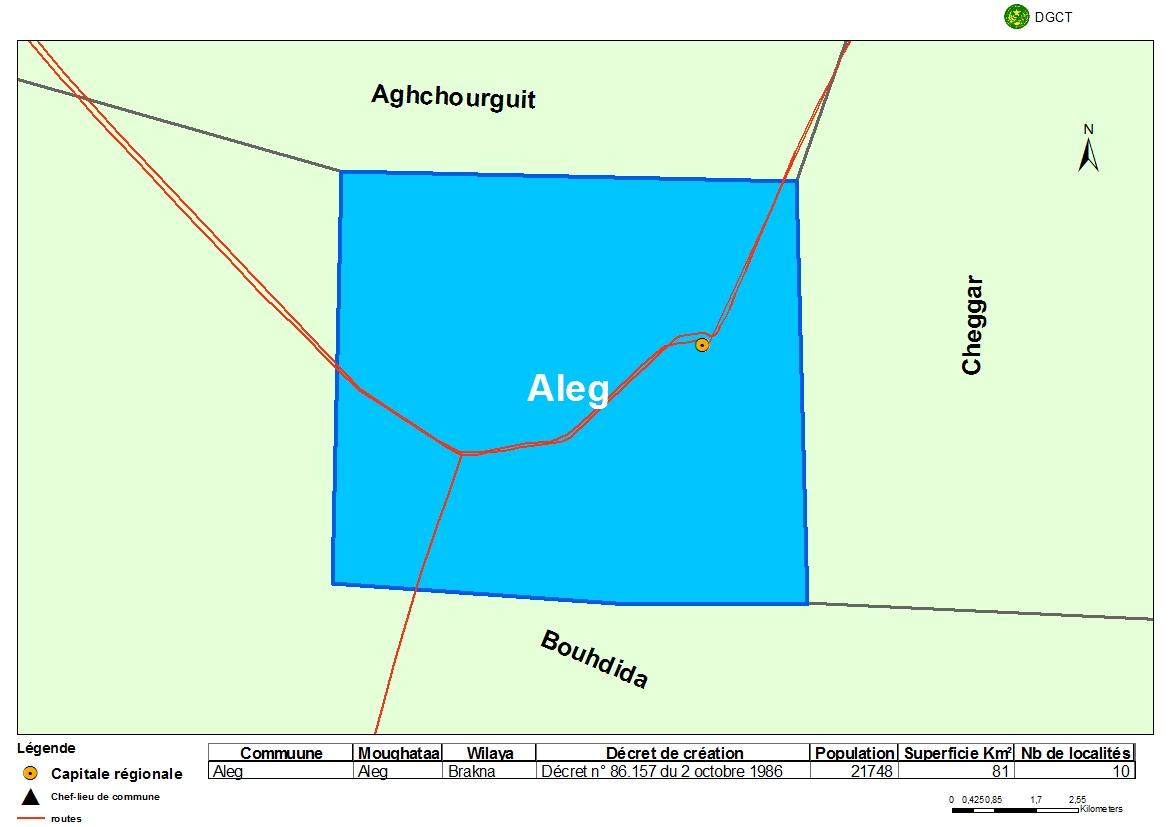 DGCT
Aghchourguit
N
Cheggar
Aleg
Bouhdida
Légende
Capitale régionale
Chef-lieu de commune
routes
Commuune Moughataa Wilaya Décret de création Population Superficie Km² Nb de localités
Aleg Aleg Brakna Décret n° 86.157 du 2 octobre 1986 21748 81 10
0 0,425 0,85 1,7 2,55
Kilometers